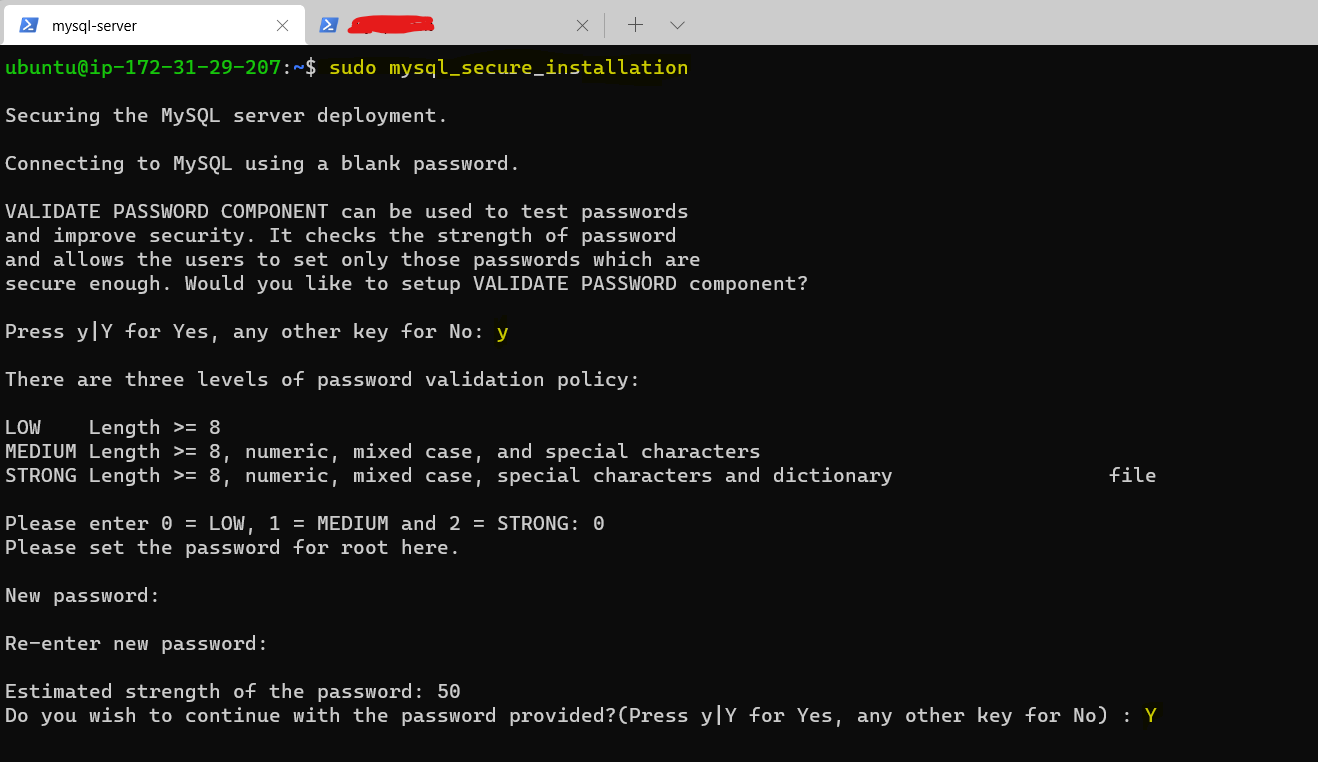 mysql-server
ubuntu@ip-172-31-29-207:~$ sudo mysql_secure_installation
Securing the MySQL server deployment.
Connecting to MySQL using a blank password.
VALIDATE PASSWORD COMPONENT can be used to test passwords
and improve security. It checks the strength of password
and allows the users to set only those passwords which are
secure enough. Would you like to setup VALIDATE PASSWORD component?
Press y|Y for Yes, any other key for No: y
There are three levels of password validation policy:
LOW    Length >= 8
MEDIUM Length >= 8, numeric, mixed case, and special characters
STRONG Length >= 8, numeric, mixed case, special characters and dictionary                  file
Please enter 0 = LOW, 1 = MEDIUM and 2 = STRONG: 0
Please set the password for root here.
New password:
Re-enter new password:
Estimated strength of the password: 50
Do you wish to continue with the password provided?(Press y|Y for Yes, any other key for No) : Y